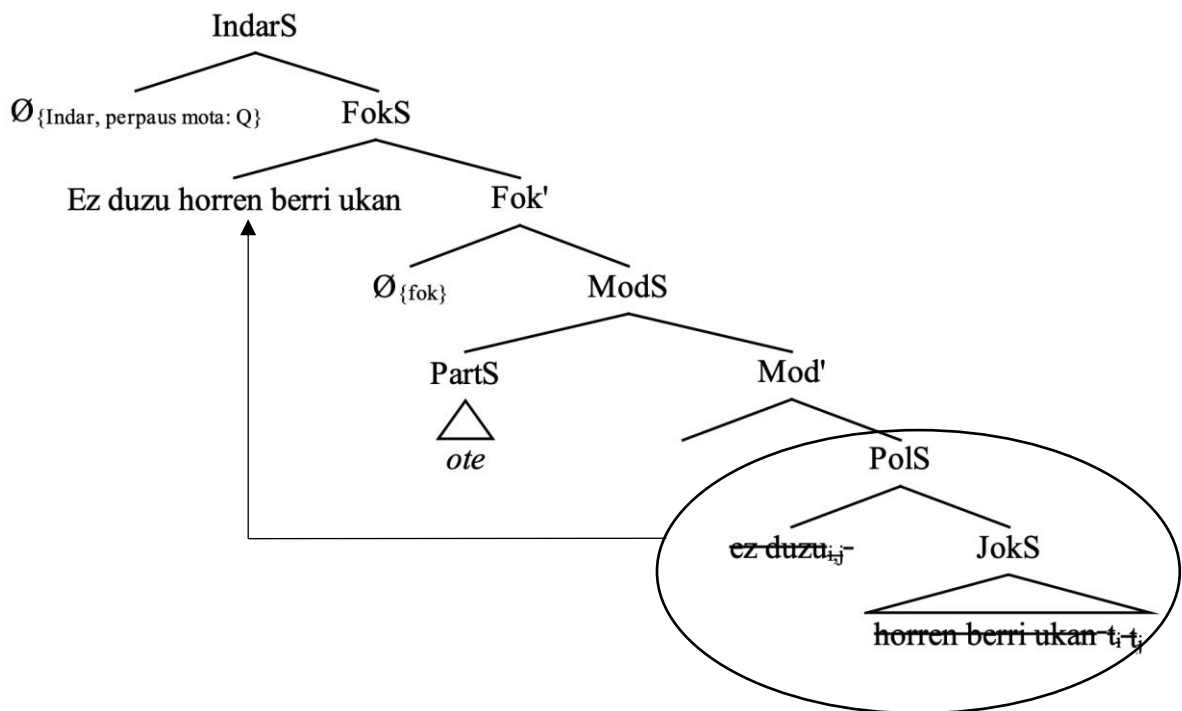 IndarS
Ø{Indar, perpaus mota: Q} FokS
Ez duzu horren berri ukan Fok'
Ø{fok} ModS
PartS Mod'
ote PolS
ez duzui,j JokS
horren berri ukan ti tj